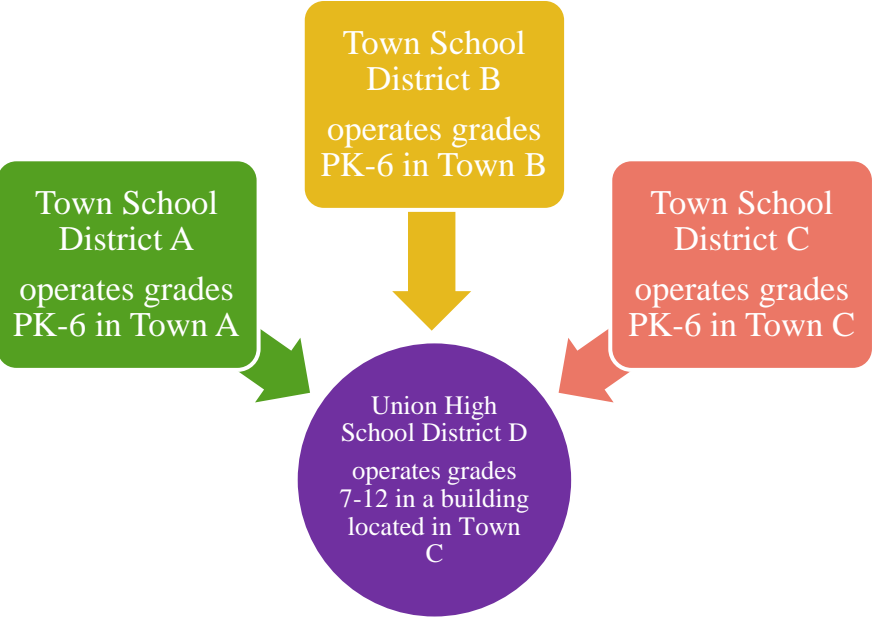 Town School
District B
operates grades
PK-6 in Town B
Town School
District A
operates grades
PK-6 in Town A
Town School
District C
operates grades
PK-6 in Town C
Union High
School District D
operates grades
7-12 in a building
located in Town
C